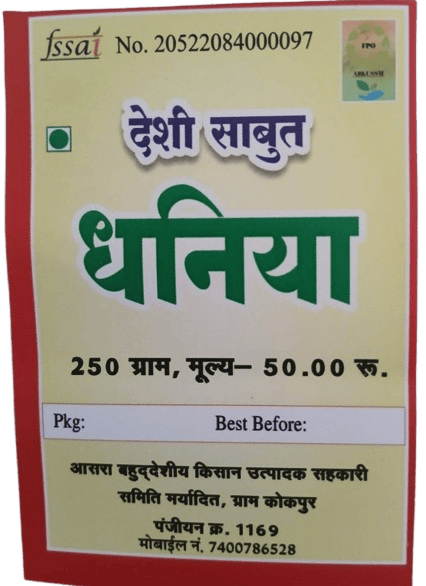 fssai No. 20522084000097
FPO
ABKUSSM
देशी साबुत
धनिया
250 ग्राम, मूल्य– 50.00 रू.
Pkg: Best Before:
आसरा बहुद्देशीय किसान उत्पादक सहकारी
समिति मर्यादित, ग्राम कोकपुर
पंजीयन क्र. 1169
मोबाईल नं. 7400786528